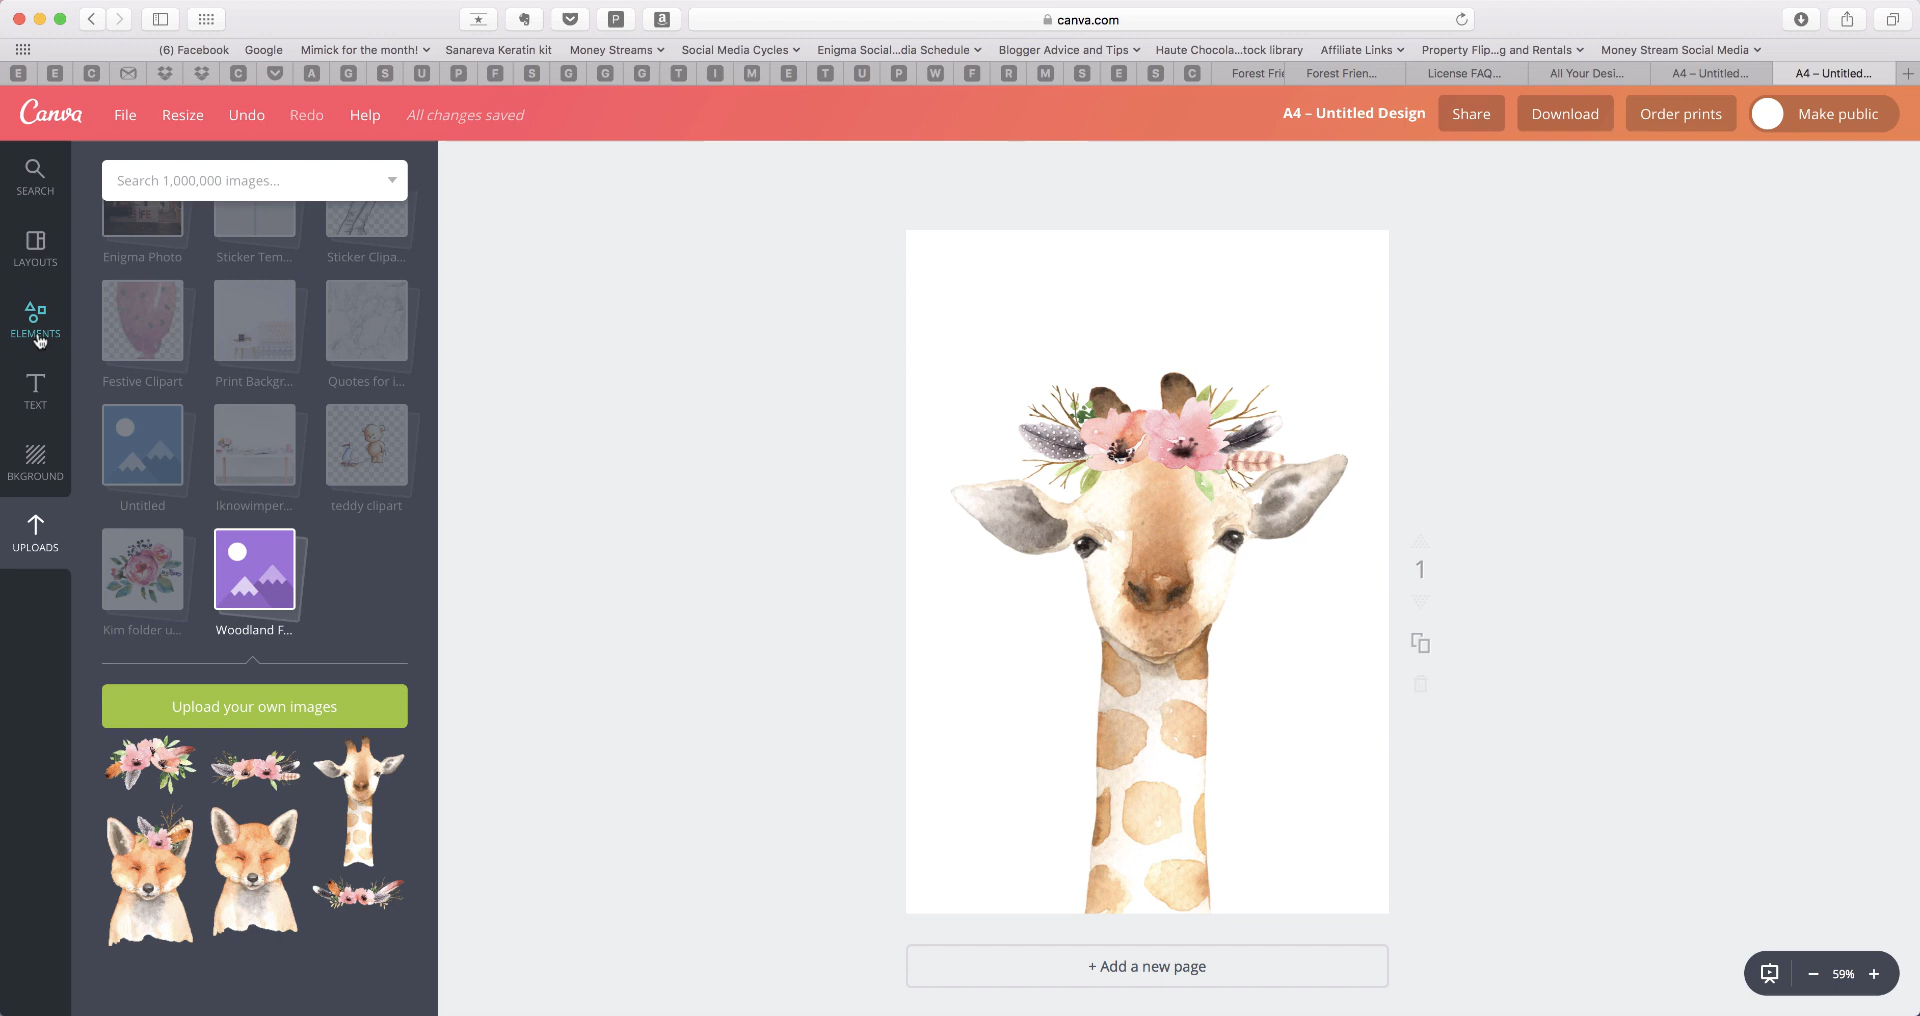 canva.com
(6) Facebook Google Mimick for the month! Sanareva Keratin kit Money Streams Social Media Cycles Enigma Social...dia Schedule Blogger Advice and Tips Haute Chocola...tock library Affiliate Links Property Flip...g and Rentals Money Stream Social Media
E E C C A G S U P F S G G G T I M E T U P W F R M S E S C Forest Frie Forest Frien... License FAQ... All Your Desi... A4 – Untitled... A4 – Untitled...
Canva File Resize Undo Redo Help All changes saved A4 – Untitled Design Share Download Order prints Make public
SEARCH
LAYOUTS
ELEMENTS
TEXT
BKGROUND
UPLOADS
Search 1,000,000 images...
Enigma Photo Sticker Tem... Sticker Clipa...
Festive Clipart Print Backgr... Quotes for i...
Untitled Iknowimper... teddy clipart
Kim folder u... Woodland F...
Upload your own images
1
+ Add a new page
59%